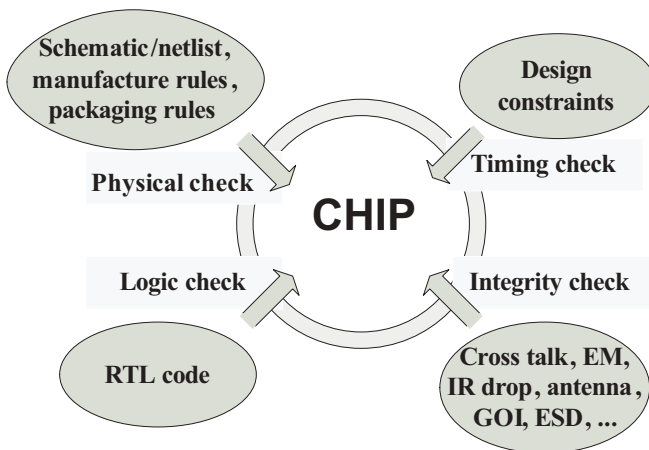 Schematic/netlist,
manufacture rules,
packaging rules
Design
constraints
Physical check
Timing check
CHIP
Logic check
Integrity check
RTL code
Cross talk, EM,
IR drop, antenna,
GOI, ESD, ...